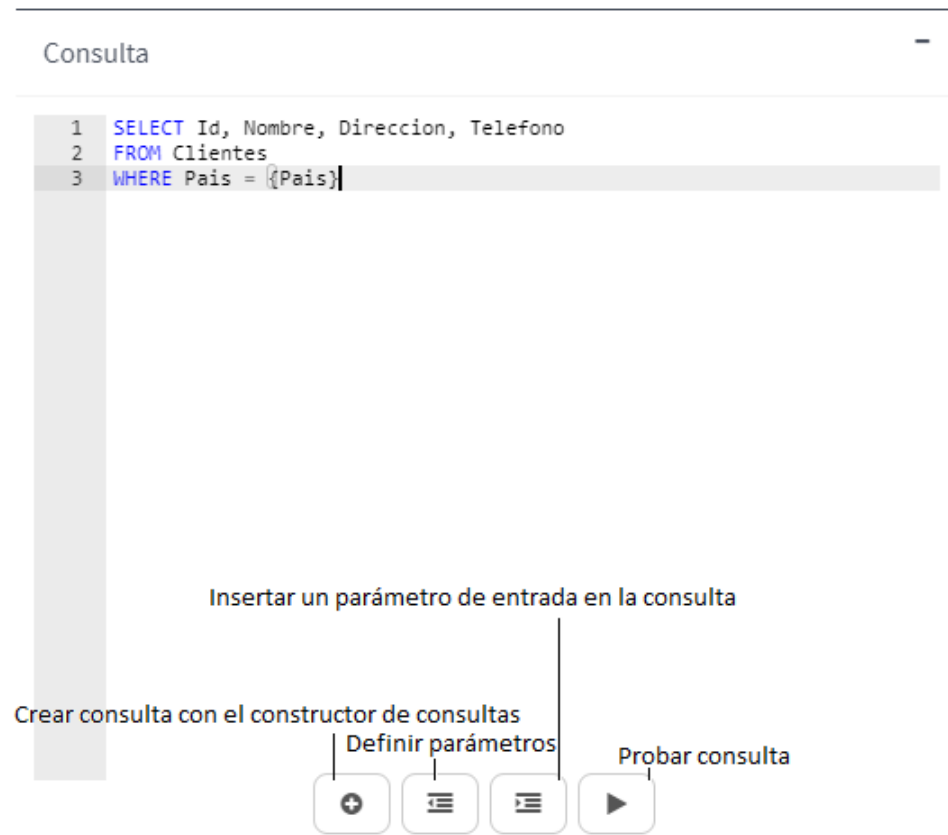 Consulta
1 SELECT Id, Nombre, Direccion, Telefono
2 FROM Clientes
3 WHERE Pais = {Pais}
Insertar un parámetro de entrada en la consulta
Crear consulta con el constructor de consultas
Definir parámetros
Probar consulta